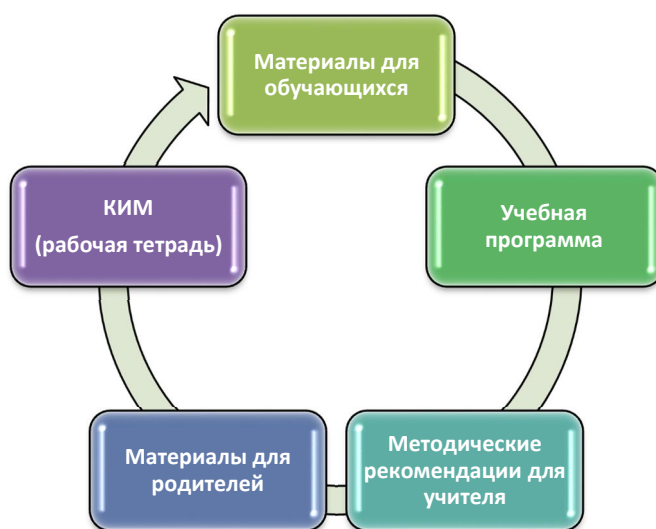 Материалы для
обучающихся
Учебная
программа
Методические
рекомендации для
учителя
Материалы для
родителей
КИМ
(рабочая тетрадь)